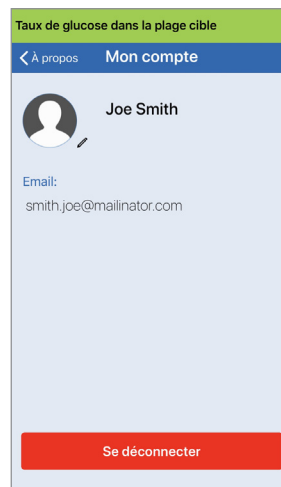 Taux de glucose dans la plage cible
À propos Mon compte
Joe Smith
Email:
smith.joe@mailinator.com
Se déconnecter